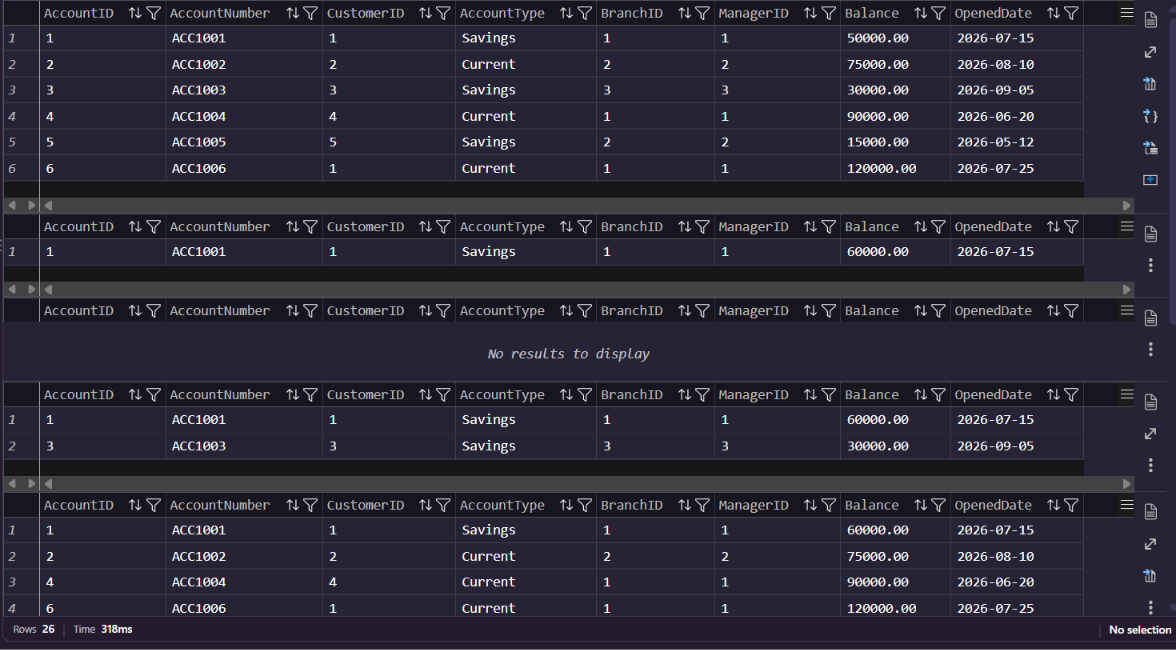 AccountID AccountNumber CustomerID AccountType BranchID ManagerID Balance OpenedDate
1 1 ACC1001 1 Savings 1 1 50000.00 2026-07-15
2 2 ACC1002 2 Current 2 2 75000.00 2026-08-10
3 3 ACC1003 3 Savings 3 3 30000.00 2026-09-05
4 4 ACC1004 4 Current 1 1 90000.00 2026-06-20
5 5 ACC1005 5 Savings 2 2 15000.00 2026-05-12
6 6 ACC1006 1 Current 1 1 120000.00 2026-07-25
AccountID AccountNumber CustomerID AccountType BranchID ManagerID Balance OpenedDate
1 1 ACC1001 1 Savings 1 1 60000.00 2026-07-15
AccountID AccountNumber CustomerID AccountType BranchID ManagerID Balance OpenedDate
No results to display
AccountID AccountNumber CustomerID AccountType BranchID ManagerID Balance OpenedDate
1 1 ACC1001 1 Savings 1 1 60000.00 2026-07-15
2 3 ACC1003 3 Savings 3 3 30000.00 2026-09-05
AccountID AccountNumber CustomerID AccountType BranchID ManagerID Balance OpenedDate
1 1 ACC1001 1 Savings 1 1 60000.00 2026-07-15
2 2 ACC1002 2 Current 2 2 75000.00 2026-08-10
3 4 ACC1004 4 Current 1 1 90000.00 2026-06-20
4 6 ACC1006 1 Current 1 1 120000.00 2026-07-25
Rows 26 Time 318ms No selection